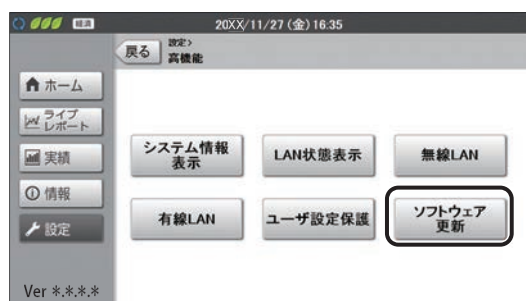 経済
20XX/11/27 (金) 16:35
戻る
設定>
高機能
ホーム
ライブ
レポート
実績
情報
設定
システム情報
表示
LAN状態表示
無線LAN
有線LAN
ユーザ設定保護
ソフトウェア
更新
Ver *.*.*.*